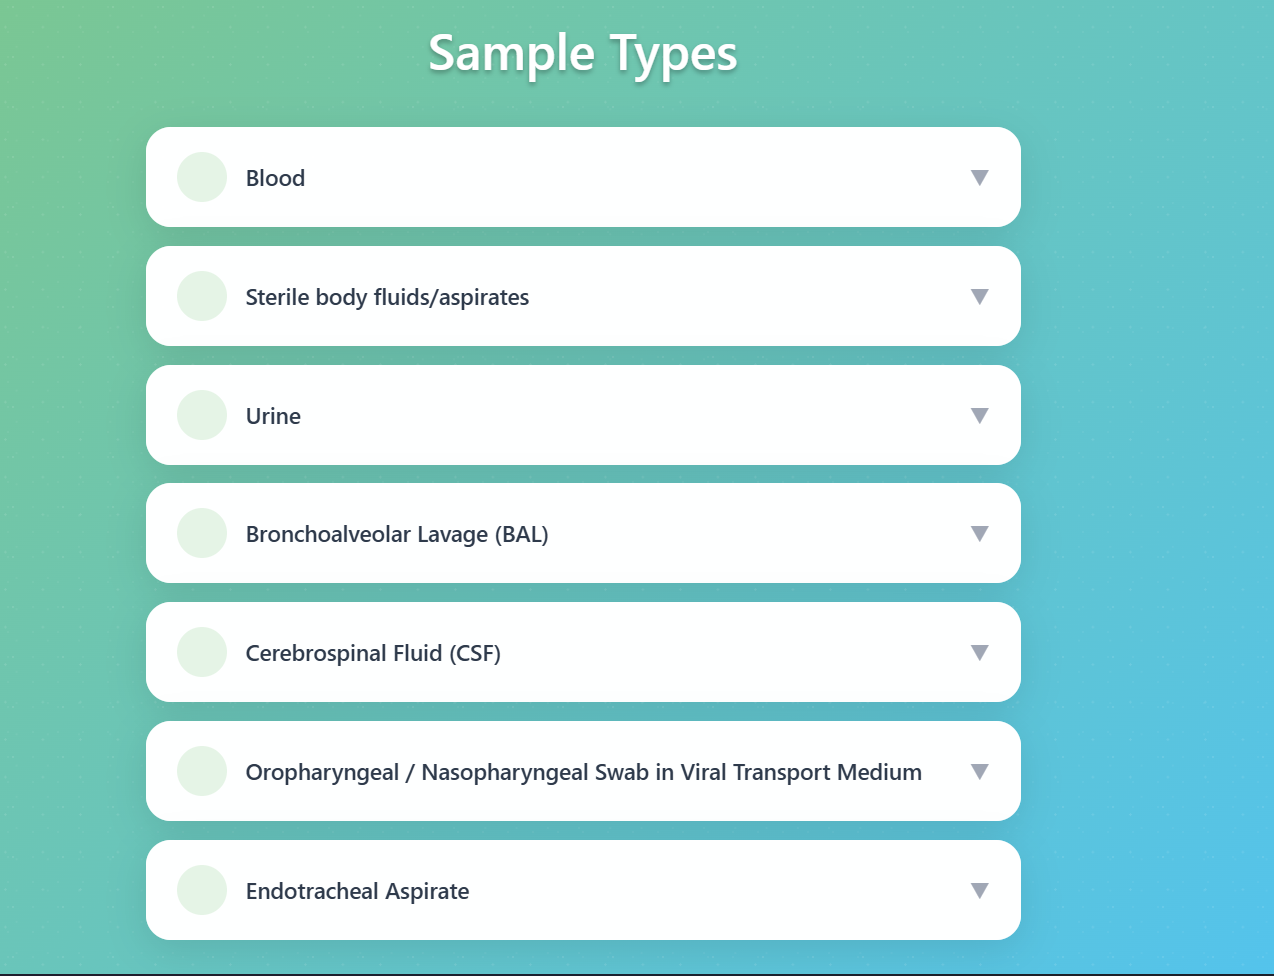 Sample Types
Blood
Sterile body fluids/aspirates
Urine
Bronchoalveolar Lavage (BAL)
Cerebrospinal Fluid (CSF)
Oropharyngeal / Nasopharyngeal Swab in Viral Transport Medium
Endotracheal Aspirate